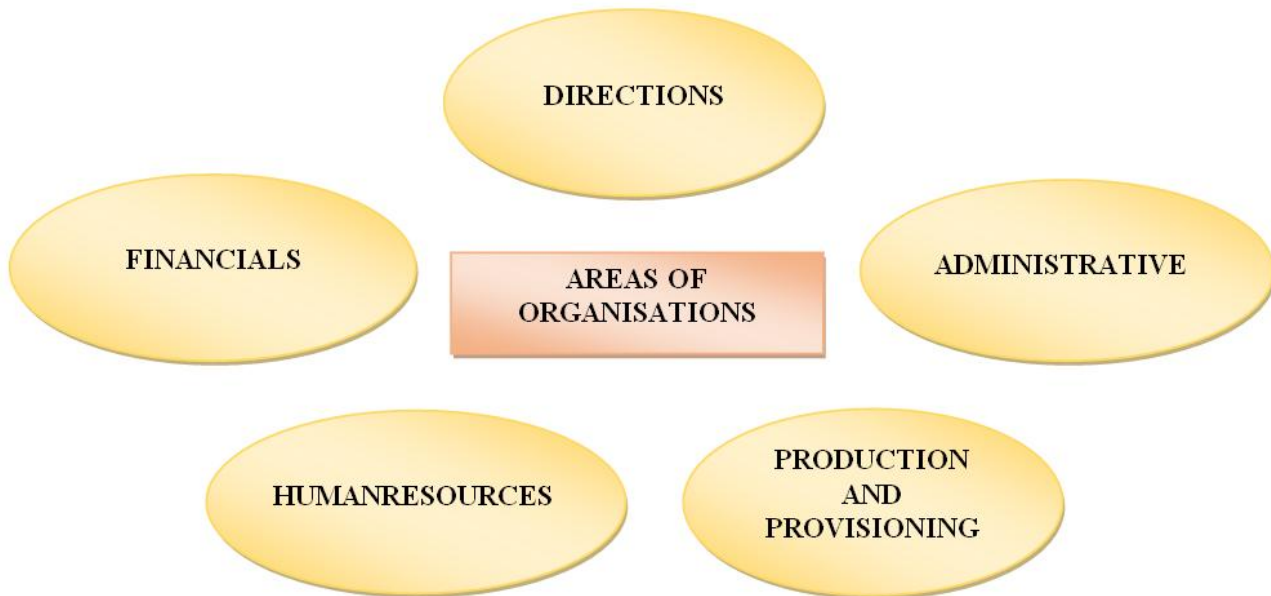 DIRECTIONS
FINANCIALS
AREAS OF
ORGANISATIONS
ADMINISTRATIVE
HUMANRESOURCES
PRODUCTION
AND
PROVISIONING